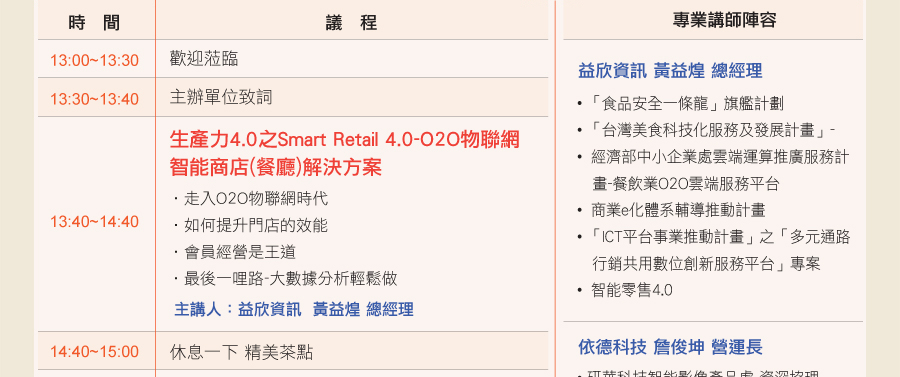 時 間
議 程
13:00~13:30
歡迎蒞臨
13:30~13:40
主辦單位致詞
13:40~14:40
生產力4.0之Smart Retail 4.0-O2O物聯網
智能商店(餐廳)解決方案
・走入O2O物聯網時代
・如何提升門店的效能
・會員經營是王道
・最後一哩路-大數據分析輕鬆做
主講人：益欣資訊 黃益煌 總經理
14:40~15:00
休息一下 精美茶點
專業講師陣容
益欣資訊 黃益煌 總經理
•「食品安全一條龍」旗艦計劃
•「台灣美食科技化服務及發展計畫」-
• 經濟部中小企業處雲端運算推廣服務計
畫-餐飲業O2O雲端服務平台
• 商業e化體系輔導推動計畫
•「ICT平台事業推動計畫」之「多元通路
行銷共用數位創新服務平台」專案
• 智能零售4.0
依德科技 詹俊坤 營運長